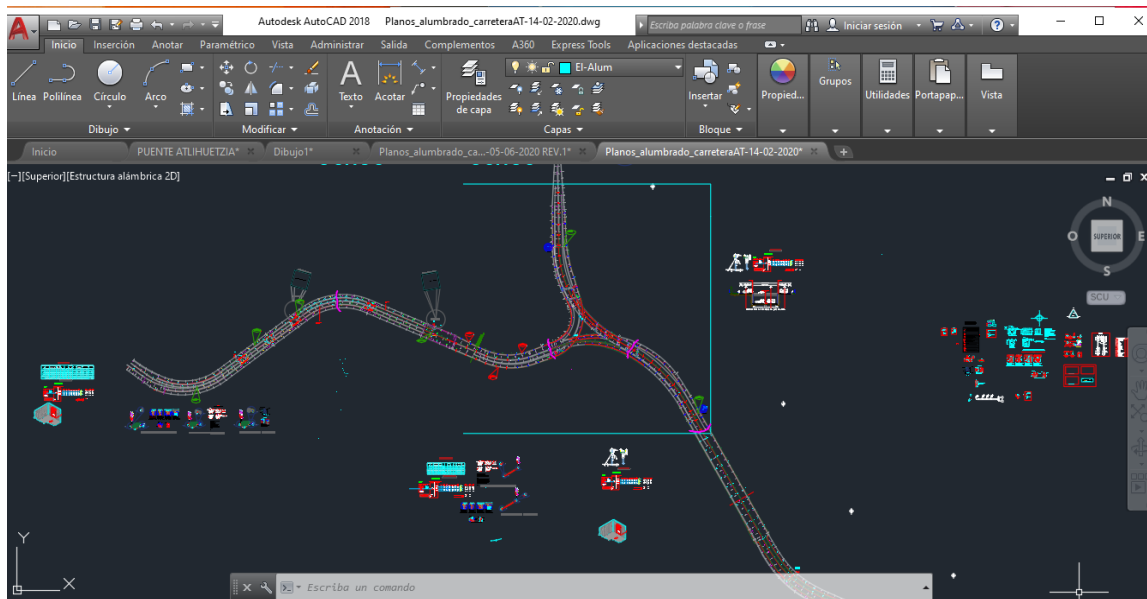 Autodesk AutoCAD 2018 Planos_alumbrado_carreteraAT-14-02-2020.dwg
Escriba palabra clave o frase
Iniciar sesión
Inicio Inserción Anotar Paramétrico Vista Administrar Salida Complementos A360 Express Tools Aplicaciones destacadas
El-Alum
Línea Polilínea Círculo Arco
Texto Acotar
Propiedades de capa
Insertar
Propied...
Grupos
Utilidades Portapap... Vista
Dibujo Modificar Anotación Capas Bloque
Inicio PUENTE ATLIHUETZIA* Dibujo1* Planos_alumbrado_ca...-05-06-2020 REV.1* Planos_alumbrado_carreteraAT-14-02-2020*
[−][Superior][Estructura alámbrica 2D]
N
O SUPERIOR E
S
SCU
Y
X
Escriba un comando